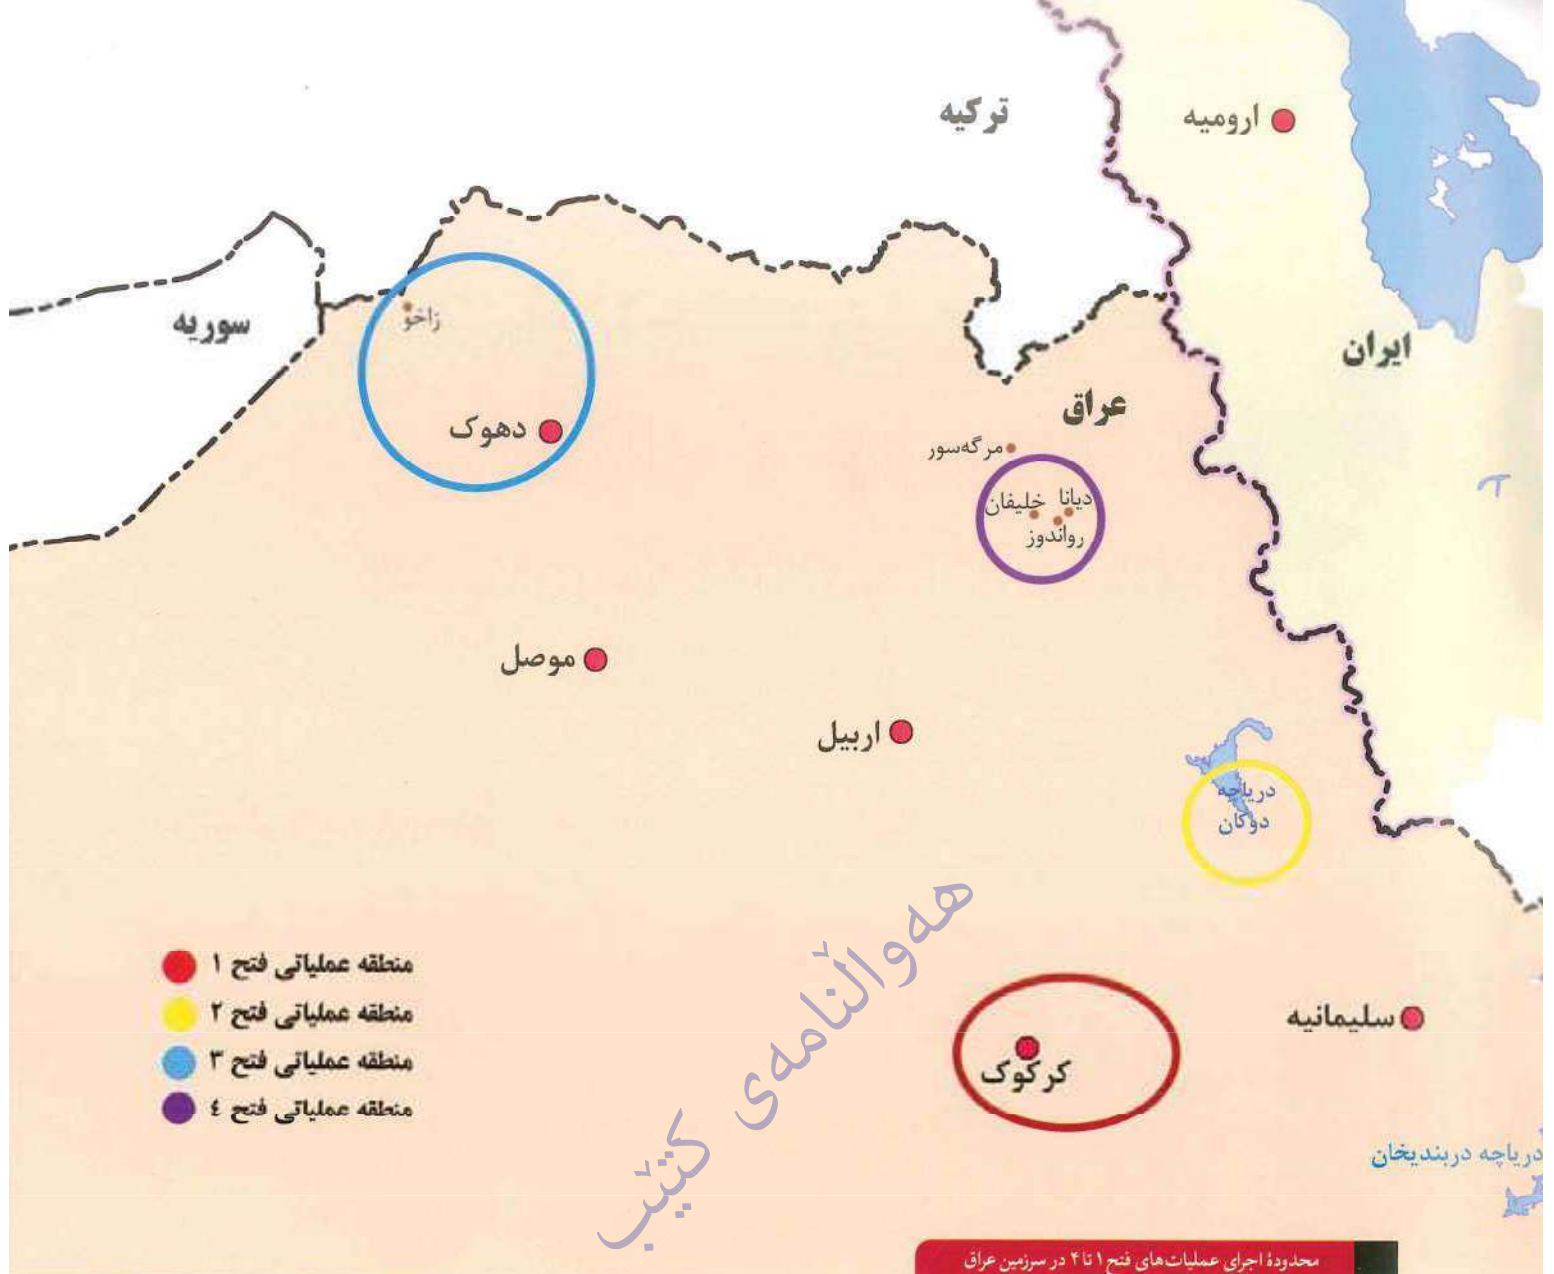 ترکیه
ارومیه
سوریه
زاخو
ایران
عراق
دهوک
مرگه‌سور
دیانا
خلیفان
رواندوز
موصل
اربیل
دریاچه
دوکان
هەواڵنامەی کتێب
منطقه عملیاتی فتح ۱
منطقه عملیاتی فتح ۲
منطقه عملیاتی فتح ۳
منطقه عملیاتی فتح ٤
سلیمانیه
کرکوک
دریاچه دربندیخان
محدودهٔ اجرای عملیات‌های فتح ۱ تا ۴ در سرزمین عراق